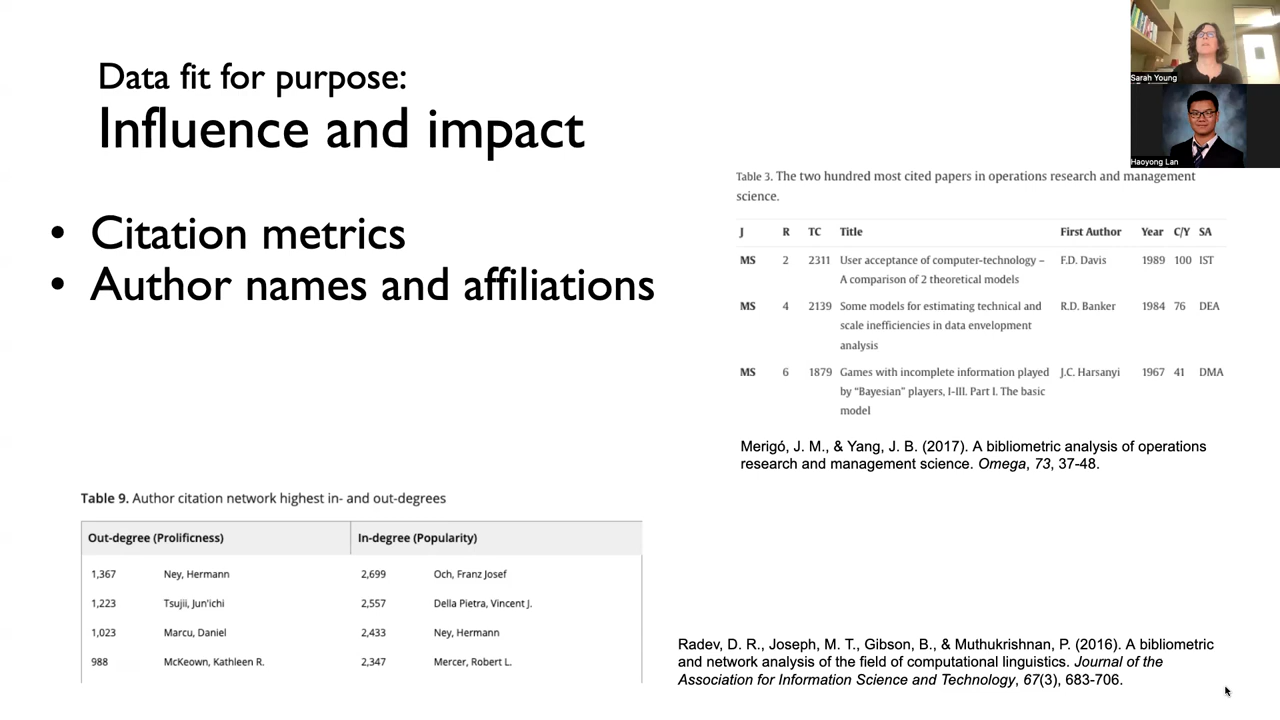 Data fit for purpose:
Influence and impact
• Citation metrics
• Author names and affiliations
Sarah Young
Haoyong Lan
Table 3. The two hundred most cited papers in operations research and management
science.
J R TC Title First Author Year C/Y SA
MS 2 2311 User acceptance of computer-technology – F.D. Davis 1989 100 IST
A comparison of 2 theoretical models
MS 4 2139 Some models for estimating technical and R.D. Banker 1984 76 DEA
scale inefficiencies in data envelopment
analysis
MS 6 1879 Games with incomplete information played J.C. Harsanyi 1967 41 DMA
by “Bayesian” players, I-III. Part I. The basic
model
Merigó, J. M., & Yang, J. B. (2017). A bibliometric analysis of operations
research and management science. Omega, 73, 37-48.
Table 9. Author citation network highest in- and out-degrees
Out-degree (Prolificness) In-degree (Popularity)
1,367 Ney, Hermann 2,699 Och, Franz Josef
1,223 Tsujii, Jun'ichi 2,557 Della Pietra, Vincent J.
1,023 Marcu, Daniel 2,433 Ney, Hermann
988 McKeown, Kathleen R. 2,347 Mercer, Robert L.
Radev, D. R., Joseph, M. T., Gibson, B., & Muthukrishnan, P. (2016). A bibliometric
and network analysis of the field of computational linguistics. Journal of the
Association for Information Science and Technology, 67(3), 683-706.